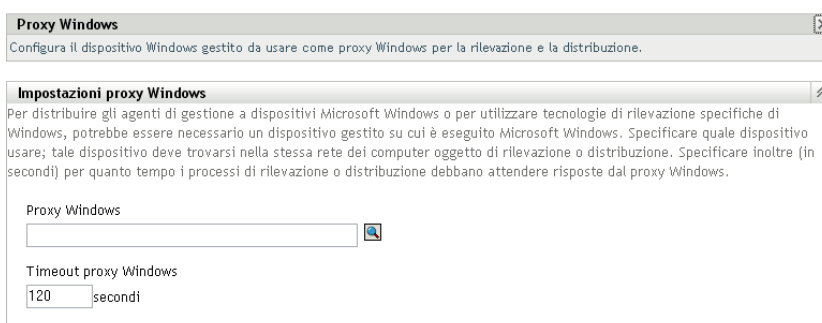 Proxy Windows
Configura il dispositivo Windows gestito da usare come proxy Windows per la rilevazione e la distribuzione.
Impostazioni proxy Windows
Per distribuire gli agenti di gestione a dispositivi Microsoft Windows o per utilizzare tecnologie di rilevazione specifiche di
Windows, potrebbe essere necessario un dispositivo gestito su cui è eseguito Microsoft Windows. Specificare quale dispositivo
usare; tale dispositivo deve trovarsi nella stessa rete dei computer oggetto di rilevazione o distribuzione. Specificare inoltre (in
secondi) per quanto tempo i processi di rilevazione o distribuzione debbano attendere risposte dal proxy Windows.
Proxy Windows
Timeout proxy Windows
120 secondi